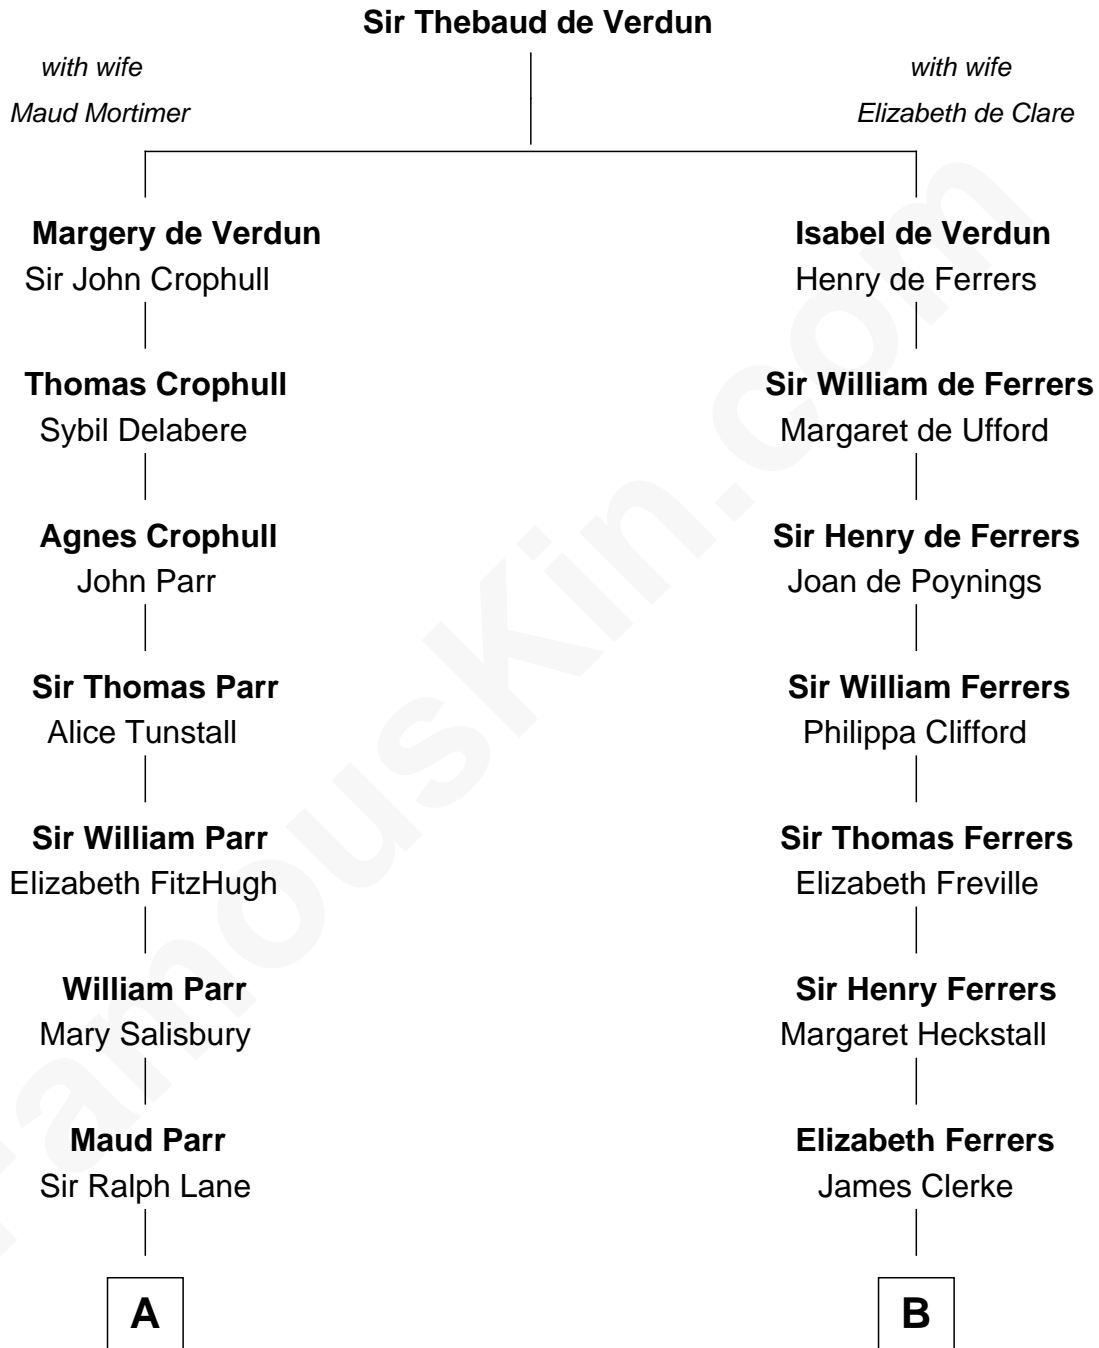 Sir Thebaud de Verdun
with wife
Maud Mortimer
with wife
Elizabeth de Clare
Margery de Verdun
Sir John Crophull
Isabel de Verdun
Henry de Ferrers
Thomas Crophull
Sybil Delabere
Sir William de Ferrers
Margaret de Ufford
Agnes Crophull
John Parr
Sir Henry de Ferrers
Joan de Poynings
Sir Thomas Parr
Alice Tunstall
Sir William Ferrers
Philippa Clifford
Sir William Parr
Elizabeth FitzHugh
Sir Thomas Ferrers
Elizabeth Freville
William Parr
Mary Salisbury
Sir Henry Ferrers
Margaret Heckstall
Maud Parr
Sir Ralph Lane
Elizabeth Ferrers
James Clerke
A
B
FamousKin.com